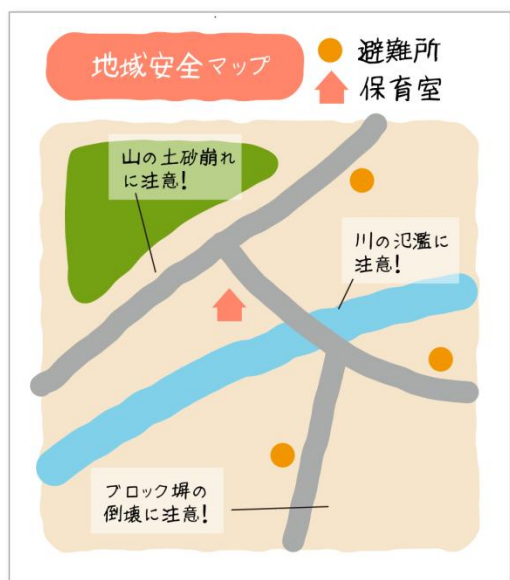 地域安全マップ
避難所
保育室
山の土砂崩れ
に注意!
川の氾濫に
注意!
ブロック塀の
倒壊に注意!